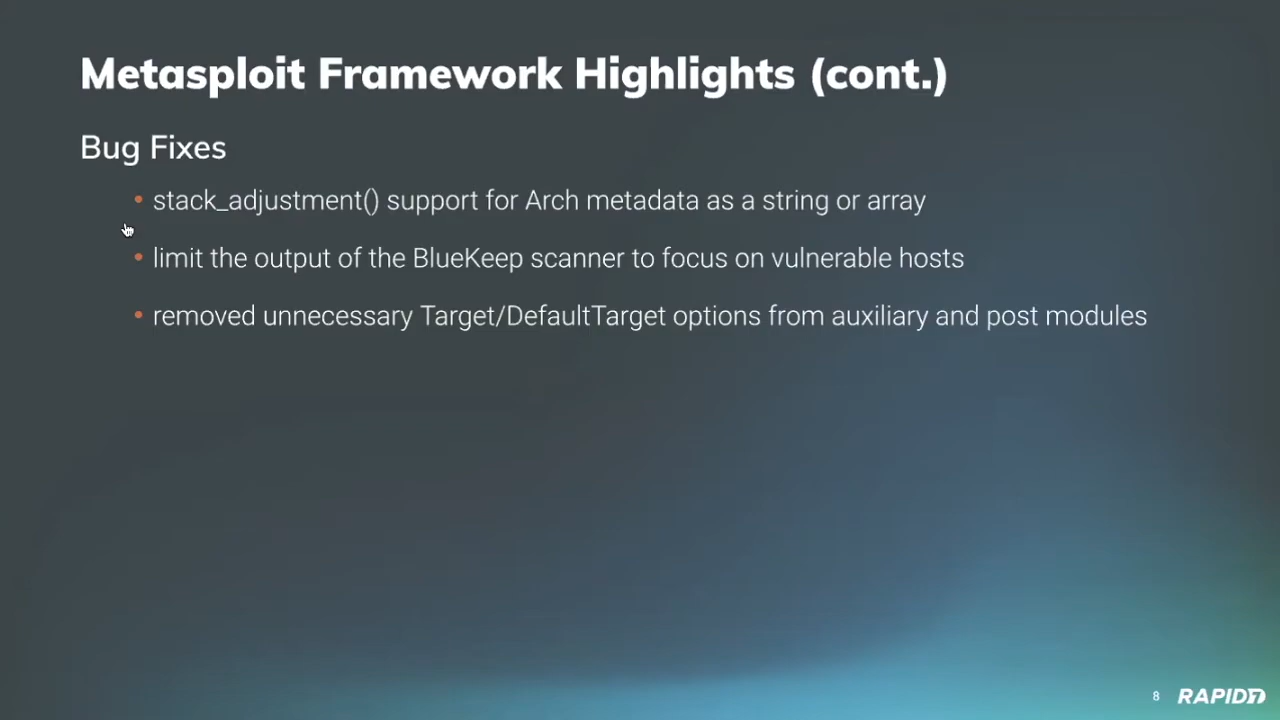 Metasploit Framework Highlights (cont.)
Bug Fixes
• stack_adjustment() support for Arch metadata as a string or array
• limit the output of the BlueKeep scanner to focus on vulnerable hosts
• removed unnecessary Target/DefaultTarget options from auxiliary and post modules
8 RAPID7